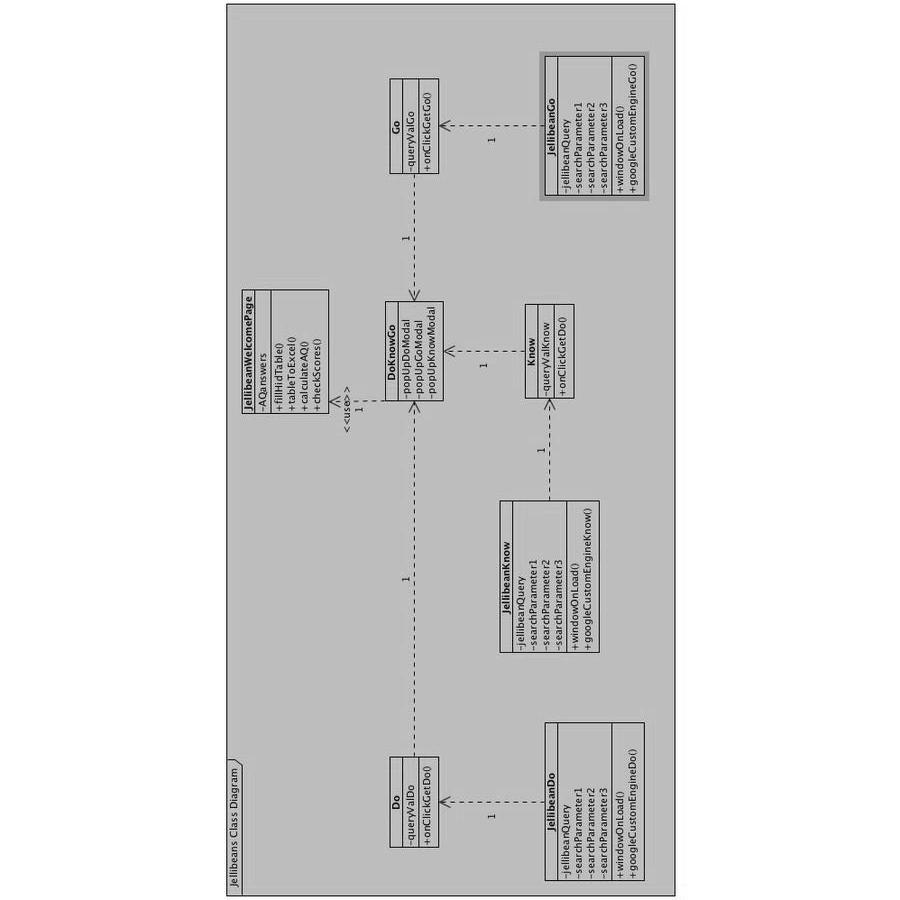 Jellibeans Class Diagram
JellibeanWelcomePage
-AQanswers
+fillHidTable()
+tableToExcel()
+calculateAQ()
+checkScores()
<<use>>
1
Do
-queryValDo
+onClickGetDo()
1
DoKnowGo
-popUpDoModal
-popUpGoModal
-popUpKnowModal
1
Go
-queryValGo
+onClickGetGo()
1
Know
-queryValKnow
+onClickGetDo()
1
1
1
JellibeanDo
-jellibeanQuery
-searchParameter1
-searchParameter2
-searchParameter3
+windowOnLoad()
+googleCustomEngineDo()
JellibeanKnow
-jellibeanQuery
-searchParameter1
-searchParameter2
-searchParameter3
+windowOnLoad()
+googleCustomEngineKnow()
JellibeanGo
-jellibeanQuery
-searchParameter1
-searchParameter2
-searchParameter3
+windowOnLoad()
+googleCustomEngineGo()